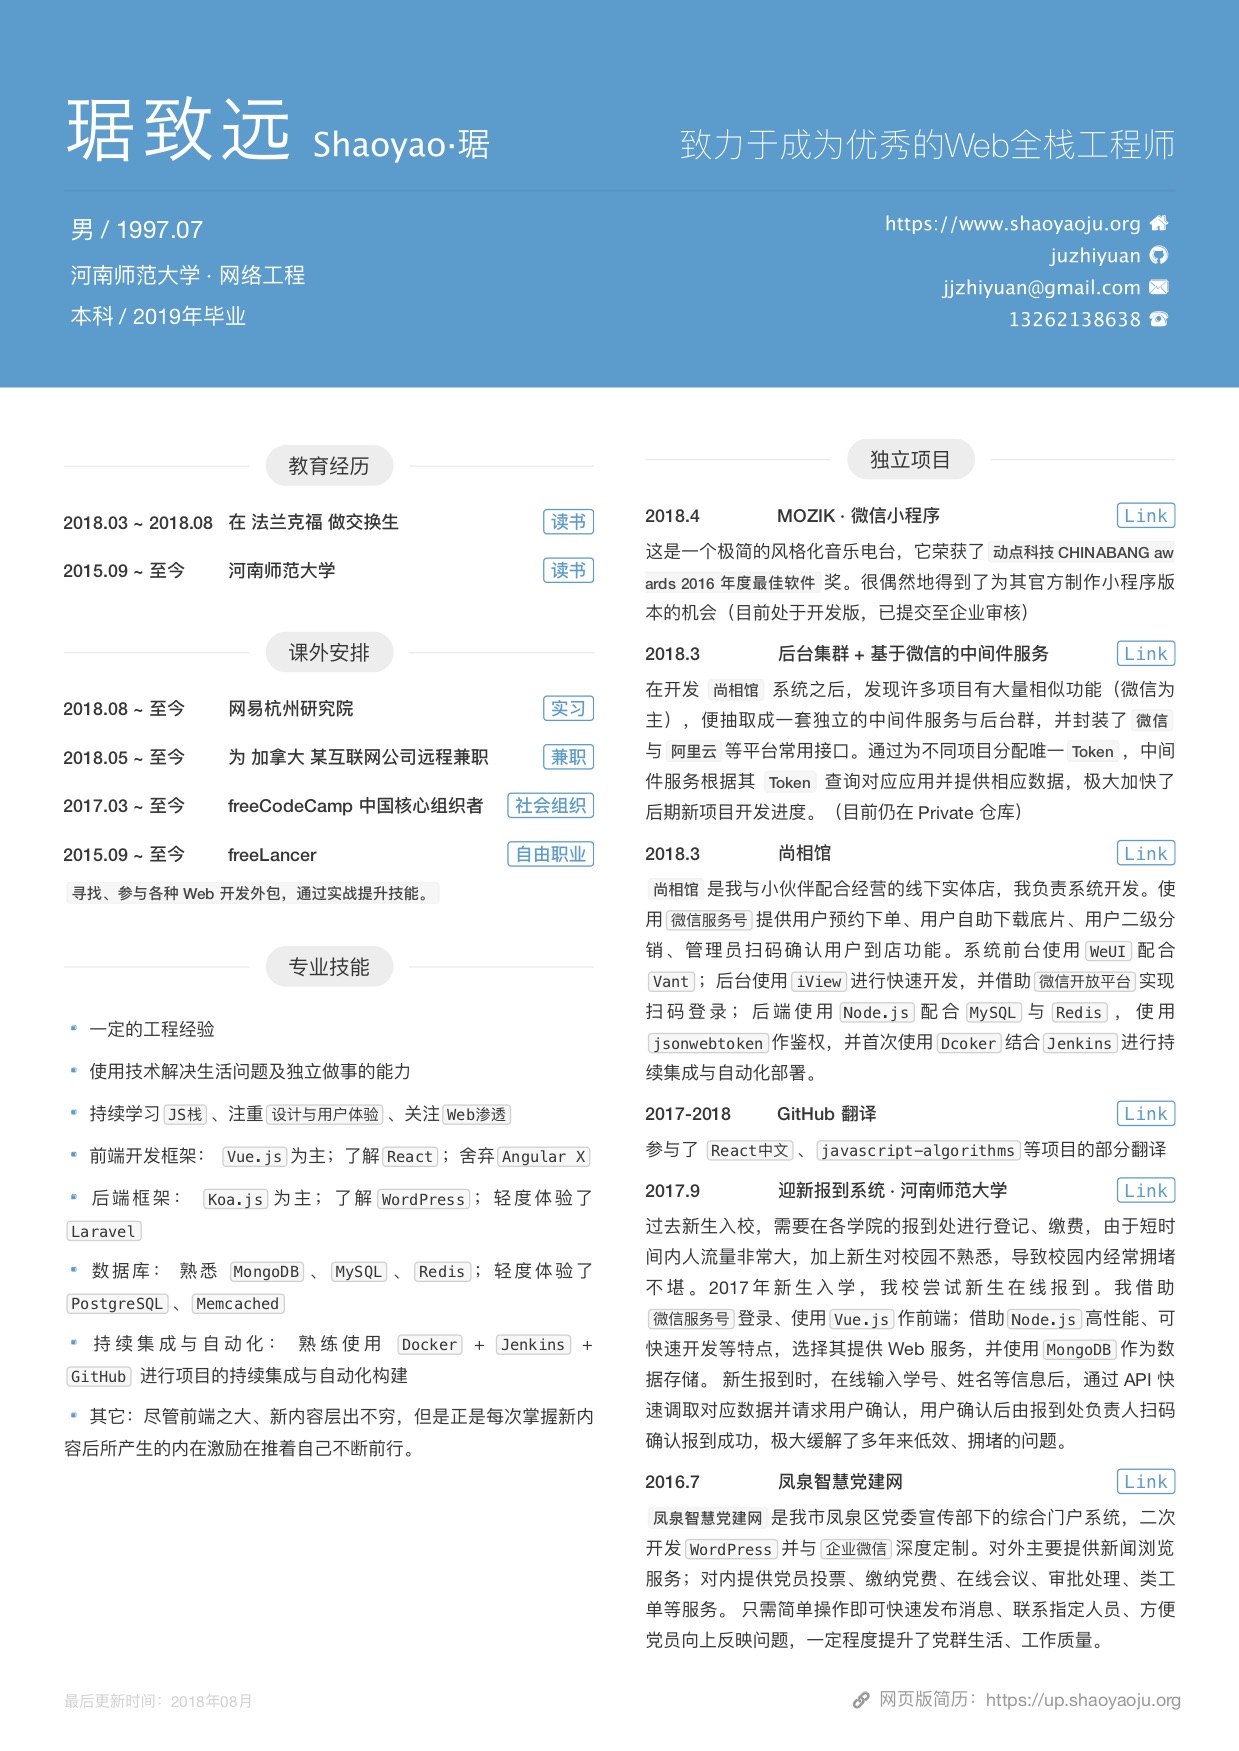 琚致远 Shaoyao·琚
致力于成为优秀的Web全栈工程师
男 / 1997.07
河南师范大学 · 网络工程
本科 / 2019年毕业
https://www.shaoyaoju.org
juzhiyuan
jjzhiyuan@gmail.com
13262138638
教育经历
2018.03 ~ 2018.08 在 法兰克福 做交换生 读书
2015.09 ~ 至今 河南师范大学 读书
课外安排
2018.08 ~ 至今 网易杭州研究院 实习
2018.05 ~ 至今 为 加拿大 某互联网公司远程兼职 兼职
2017.03 ~ 至今 freeCodeCamp 中国核心组织者 社会组织
2015.09 ~ 至今 freeLancer 自由职业
寻找、参与各种 Web 开发外包，通过实战提升技能。
专业技能
一定的工程经验
使用技术解决生活问题及独立做事的能力
持续学习 JS栈 、注重 设计与用户体验 、关注 Web渗透
前端开发框架： Vue.js 为主；了解 React ；舍弃 Angular X
后端框架： Koa.js 为主；了解 WordPress ；轻度体验了
Laravel
数据库： 熟悉 MongoDB 、 MySQL 、 Redis ；轻度体验了
PostgreSQL 、 Memcached
持续集成与自动化： 熟练使用 Docker + Jenkins +
GitHub 进行项目的持续集成与自动化构建
其它：尽管前端之大、新内容层出不穷，但是正是每次掌握新内
容后所产生的内在激励在推着自己不断前行。
独立项目
2018.4 MOZIK · 微信小程序 Link
这是一个极简的风格化音乐电台，它荣获了 动点科技 CHINABANG aw
ards 2016 年度最佳软件 奖。很偶然地得到了为其官方制作小程序版
本的机会（目前处于开发版，已提交至企业审核）
2018.3 后台集群 + 基于微信的中间件服务 Link
在开发 尚相馆 系统之后，发现许多项目有大量相似功能（微信为
主），便抽取成一套独立的中间件服务与后台群，并封装了 微信
与 阿里云 等平台常用接口。通过为不同项目分配唯一 Token ，中间
件服务根据其 Token 查询对应应用并提供相应数据，极大加快了
后期新项目开发进度。（目前仍在 Private 仓库）
2018.3 尚相馆 Link
尚相馆 是我与小伙伴配合经营的线下实体店，我负责系统开发。使
用 微信服务号 提供用户预约下单、用户自助下载底片、用户二级分
销、管理员扫码确认用户到店功能。系统前台使用 WeUI 配合
Vant ；后台使用 iView 进行快速开发，并借助 微信开放平台 实现
扫码登录；后端使用 Node.js 配合 MySQL 与 Redis ，使用
jsonwebtoken 作鉴权，并首次使用 Dcoker 结合 Jenkins 进行持
续集成与自动化部署。
2017-2018 GitHub 翻译 Link
参与了 React中文 、 javascript-algorithms 等项目的部分翻译
2017.9 迎新报到系统 · 河南师范大学 Link
过去新生入校，需要在各学院的报到处进行登记、缴费，由于短时
间内人流量非常大，加上新生对校园不熟悉，导致校园内经常拥堵
不堪。2017年新生入学，我校尝试新生在线报到。我借助
微信服务号 登录、使用 Vue.js 作前端；借助 Node.js 高性能、可
快速开发等特点，选择其提供 Web 服务，并使用 MongoDB 作为数
据存储。 新生报到时，在线输入学号、姓名等信息后，通过 API 快
速调取对应数据并请求用户确认，用户确认后由报到处负责人扫码
确认报到成功，极大缓解了多年来低效、拥堵的问题。
2016.7 凤泉智慧党建网 Link
凤泉智慧党建网 是我市凤泉区党委宣传部下的综合门户系统，二次
开发 WordPress 并与 企业微信 深度定制。对外主要提供新闻浏览
服务；对内提供党员投票、缴纳党费、在线会议、审批处理、类工
单等服务。 只需简单操作即可快速发布消息、联系指定人员、方便
党员向上反映问题，一定程度提升了党群生活、工作质量。
最后更新时间：2018年08月
网页版简历：https://up.shaoyaoju.org